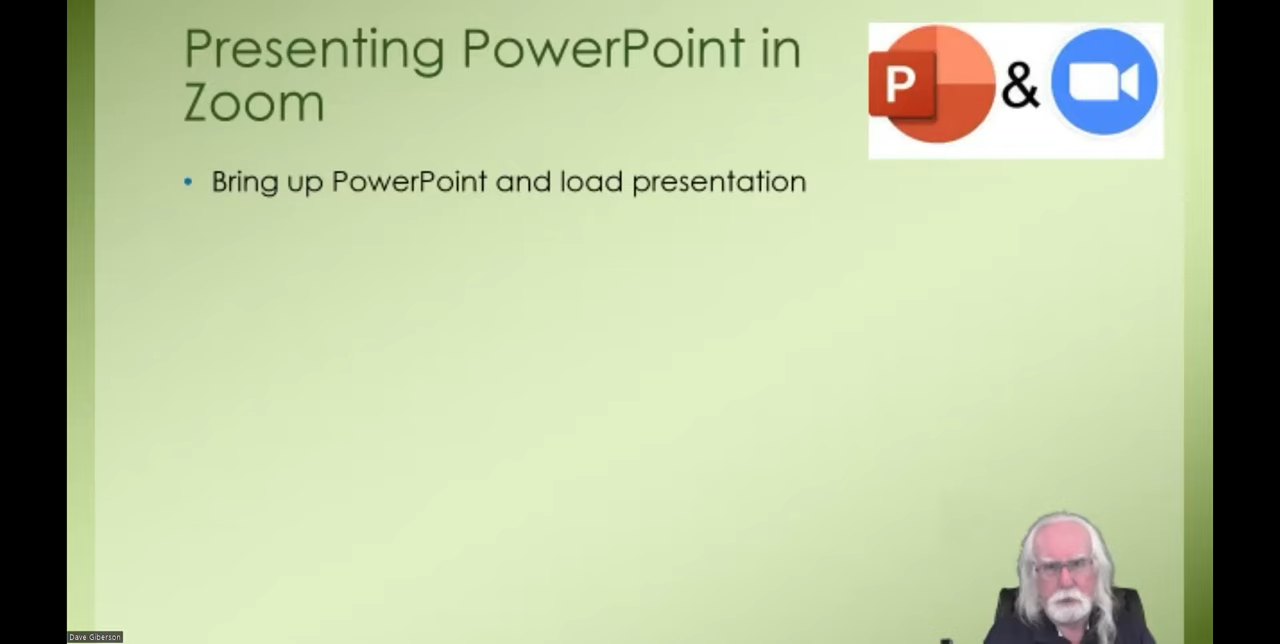 Presenting PowerPoint in
Zoom
P
&
• Bring up PowerPoint and load presentation
Dave Giberson